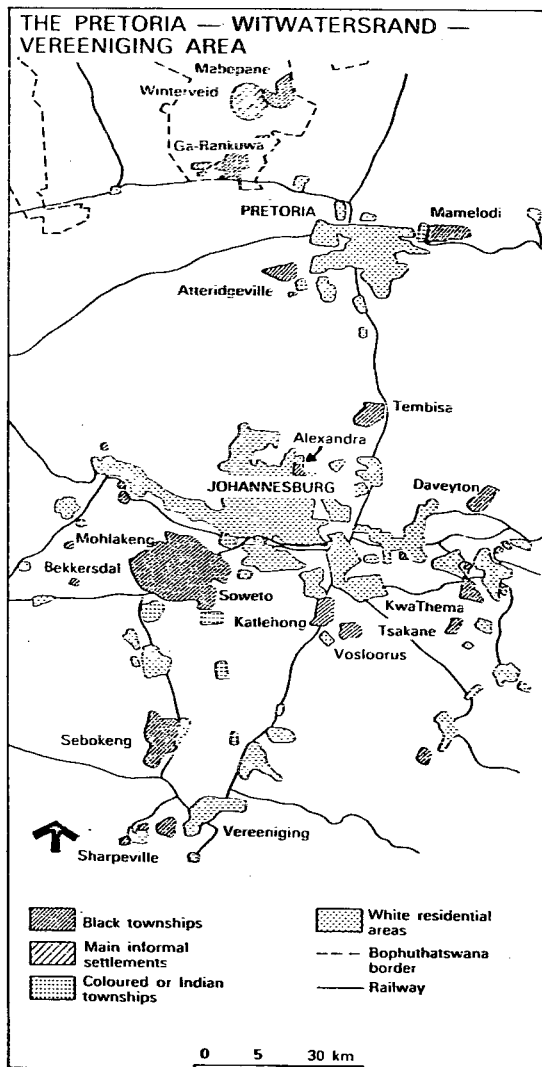 THE PRETORIA — WITWATERSRAND —
VEREENIGING AREA
Mabopane
Winterveld
Ga-Rankuwa
PRETORIA
Mamelodi
Atteridgeville
Tembisa
Alexandra
JOHANNESBURG
Daveyton
Mohlakeng
Bekkersdal
Soweto
KwaThema
Katlehong
Tsakane
Vosloorus
Sebokeng
Vereeniging
Sharpeville
Black townships
Main informal
settlements
Coloured or Indian
townships
White residential
areas
Bophuthatswana
border
Railway
0 5 30 km